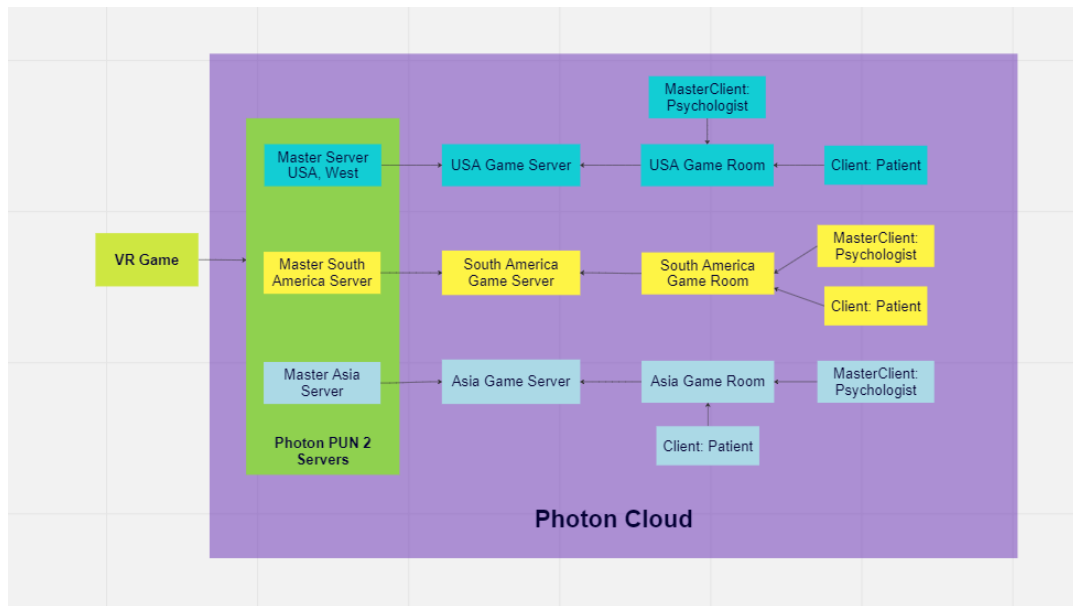 MasterClient:
Psychologist
Master Server
USA, West
USA Game Server
USA Game Room
Client: Patient
VR Game
Master South
America Server
South America
Game Server
South America
Game Room
MasterClient:
Psychologist
Client: Patient
Master Asia
Server
Asia Game Server
Asia Game Room
MasterClient:
Psychologist
Client: Patient
Photon PUN 2
Servers
Photon Cloud